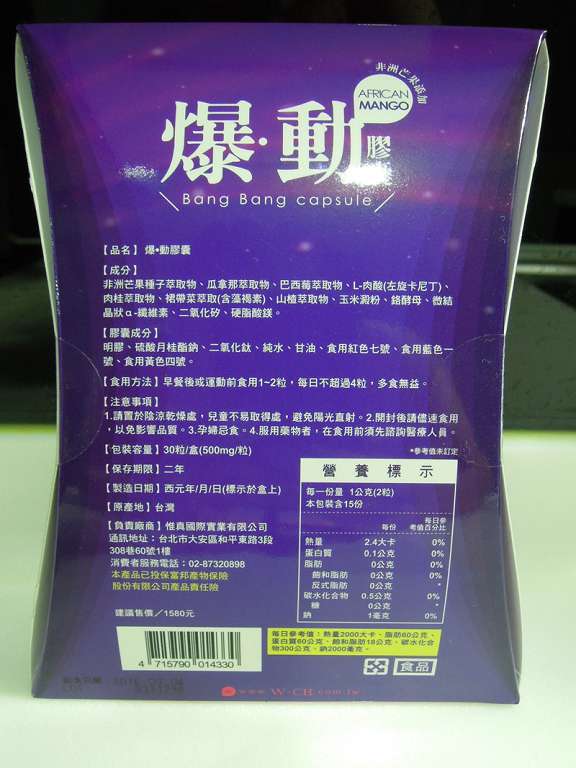 非洲芒果添加
AFRICAN
MANGO
爆・動膠
Bang Bang capsule
【品名】爆•動膠囊
【成分】
非洲芒果種子萃取物、瓜拿那萃取物、巴西莓萃取物、L-肉酸(左旋卡尼丁)、
肉桂萃取物、裙帶菜萃取(含藻褐素)、山楂萃取物、玉米澱粉、鉻酵母、微結
晶狀α-纖維素、二氧化矽、硬脂酸鎂。
【膠囊成分】
明膠、硫酸月桂酯鈉、二氧化鈦、純水、甘油、食用紅色七號、食用藍色一
號、食用黃色四號。
【食用方法】早餐後或運動前食用1~2粒，每日不超過4粒，多食無益。
【注意事項】
1.請置於陰涼乾燥處，兒童不易取得處，避免陽光直射。2.開封後請儘速食用
，以免影響品質。3.孕婦忌食。4.服用藥物者，在食用前須先諮詢醫療人員。
【包裝容量】30粒/盒(500mg/粒)
*參考值未訂定
【保存期限】二年
【製造日期】西元年/月/日(標示於盒上)
【原產地】台灣
【負責廠商】惟真國際實業有限公司
通訊地址：台北市大安區和平東路3段
308巷60號1樓
消費者服務電話：02-87320898
本產品已投保富邦產物保險
股份有限公司產品責任險
建議售價／1580元
營養標示
每一份量 1公克(2粒)
本包裝含15份
每份 每日參考值百分比
熱量 2.4大卡 0%
蛋白質 0.1公克 0%
脂肪 0公克 0%
飽和脂肪 0公克 0%
反式脂肪 0公克 *
碳水化合物 0.5公克 0%
糖 0公克 *
鈉 1毫克 0%
每日參考值：熱量2000大卡、脂肪60公克、
蛋白質60公克、飽和脂肪18公克、碳水化合
物300公克、鈉2000毫克。
4 715790 014330
食品
www.W-CH.com.tw